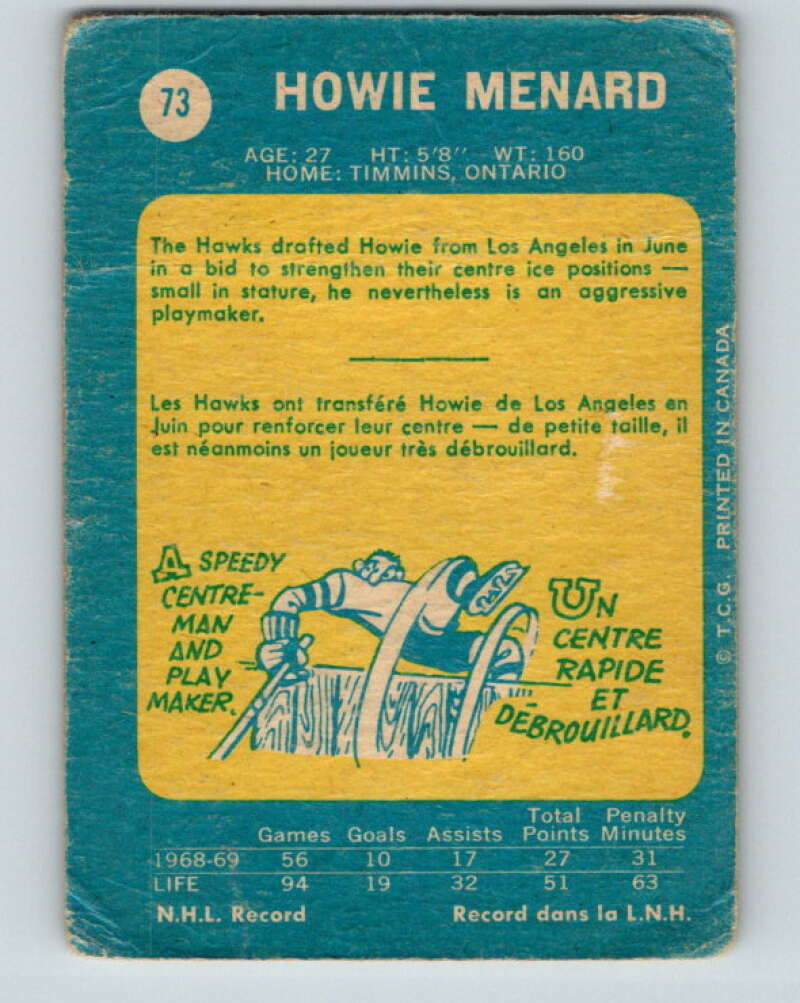 73
HOWIE MENARD
AGE: 27 HT: 5'8" WT: 160
HOME: TIMMINS, ONTARIO
The Hawks drafted Howie from Los Angeles in June
in a bid to strengthen their centre ice positions —
small in stature, he nevertheless is an aggressive
playmaker.
Les Hawks ont transféré Howie de Los Angeles en
Juin pour renforcer leur centre — de petite taille, il
est néanmoins un joueur très débrouillard.
A SPEEDY
CENTRE-
MAN
AND
PLAY
MAKER.
UN
CENTRE
RAPIDE
ET
DÉBROUILLARD.
© T.C.G. PRINTED IN CANADA
Total Penalty
Games Goals Assists Points Minutes
1968-69 56 10 17 27 31
LIFE 94 19 32 51 63
N.H.L. Record Record dans la L.N.H.